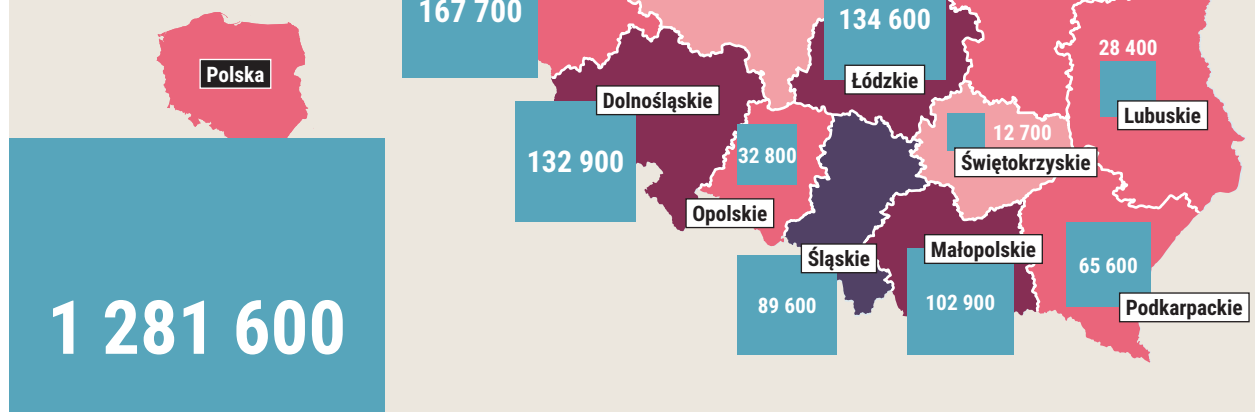 167 700
134 600
28 400
Polska
Łódzkie
Dolnośląskie
Lubuskie
12 700
132 900
32 800
Świętokrzyskie
Opolskie
Śląskie
Małopolskie
65 600
89 600
102 900
Podkarpackie
1 281 600